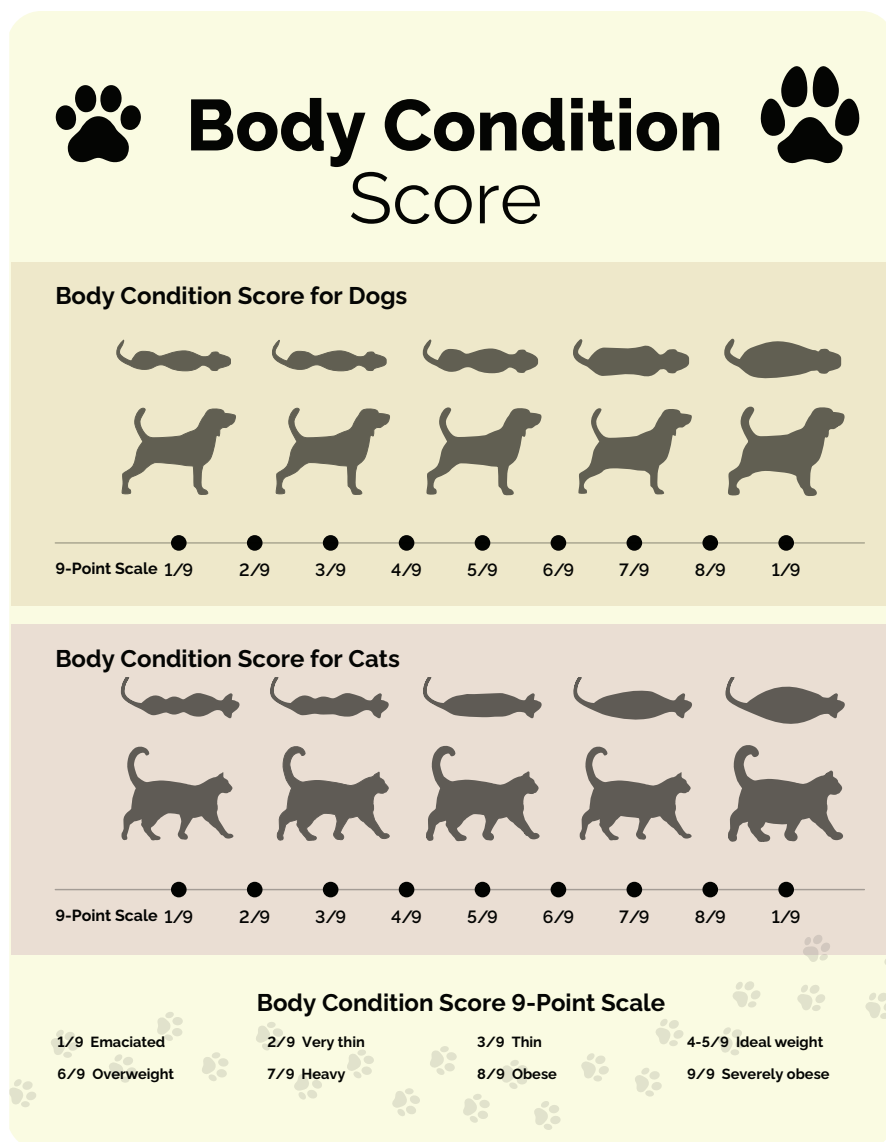 Body Condition
Score
Body Condition Score for Dogs
9-Point Scale 1/9 2/9 3/9 4/9 5/9 6/9 7/9 8/9 1/9
Body Condition Score for Cats
9-Point Scale 1/9 2/9 3/9 4/9 5/9 6/9 7/9 8/9 1/9
Body Condition Score 9-Point Scale
1/9 Emaciated 2/9 Very thin 3/9 Thin 4-5/9 Ideal weight
6/9 Overweight 7/9 Heavy 8/9 Obese 9/9 Severely obese